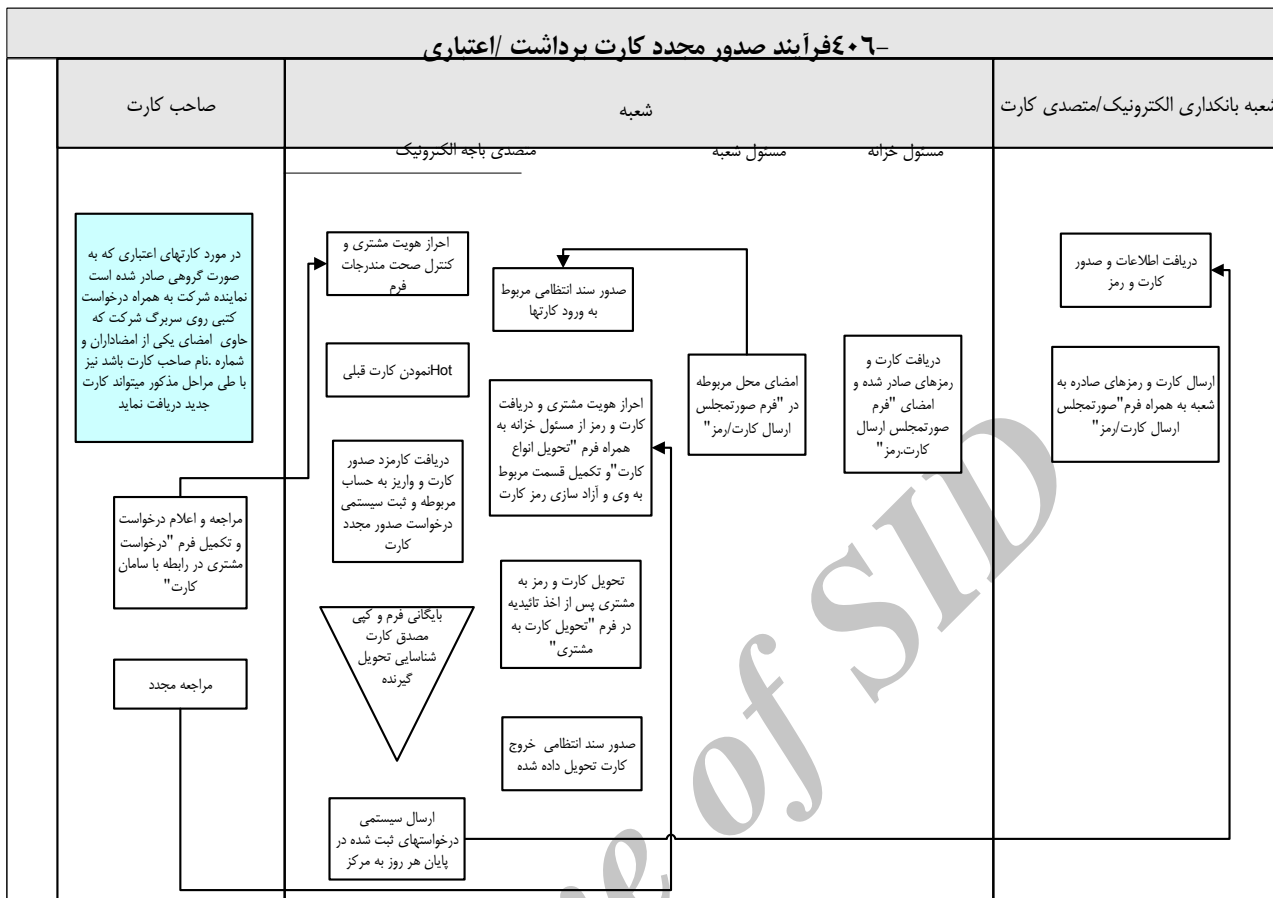 -٤٠٦فرآیند صدور مجدد کارت برداشت /اعتباری
صاحب کارت
شعبه
شعبه بانکداری الکترونیک/متصدی کارت
متصدی باجه الکترونیک
مسئول شعبه
مسئول خزانه
در مورد کارتهای اعتباری که به
صورت گروهی صادر شده است
نماینده شرکت به همراه درخواست
کتبی روی سربرگ شرکت که
حاوی امضای یکی از امضاداران و
شماره .نام صاحب کارت باشد نیز
با طی مراحل مذکور میتواند کارت
جدید دریافت نماید
مراجعه و اعلام درخواست
و تکمیل فرم "درخواست
مشتری در رابطه با سامان
کارت"
مراجعه مجدد
احراز هویت مشتری و
کنترل صحت مندرجات
فرم
Hotنمودن کارت قبلی
دریافت کارمزد صدور
کارت و واریز به حساب
مربوطه و ثبت سیستمی
درخواست صدور مجدد
کارت
بایگانی فرم و کپی
مصدق کارت
شناسایی تحویل
گیرنده
ارسال سیستمی
درخواستهای ثبت شده در
پایان هر روز به مرکز
صدور سند انتظامی مربوط
به ورود کارتها
احراز هویت مشتری و دریافت
کارت و رمز از مسئول خزانه به
همراه فرم "تحویل انواع
کارت"و تکمیل قسمت مربوط
به وی و آزاد سازی رمز کارت
تحویل کارت و رمز به
مشتری پس از اخذ تائیدیه
در فرم "تحویل کارت به
مشتری"
صدور سند انتظامی خروج
کارت تحویل داده شده
امضای محل مربوطه
در "فرم صورتمجلس
ارسال کارت/رمز"
دریافت کارت و
رمزهای صادر شده و
امضای "فرم
صورتمجلس ارسال
کارت.رمز"
دریافت اطلاعات و صدور
کارت و رمز
ارسال کارت و رمزهای صادره به
شعبه به همراه فرم"صورتمجلس
ارسال کارت/رمز"
e of SID